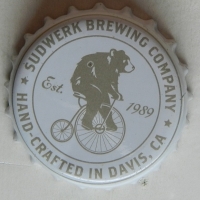 SUDWERK BREWING COMPANY
Est. 1989
HAND-CRAFTED IN DAVIS, CA